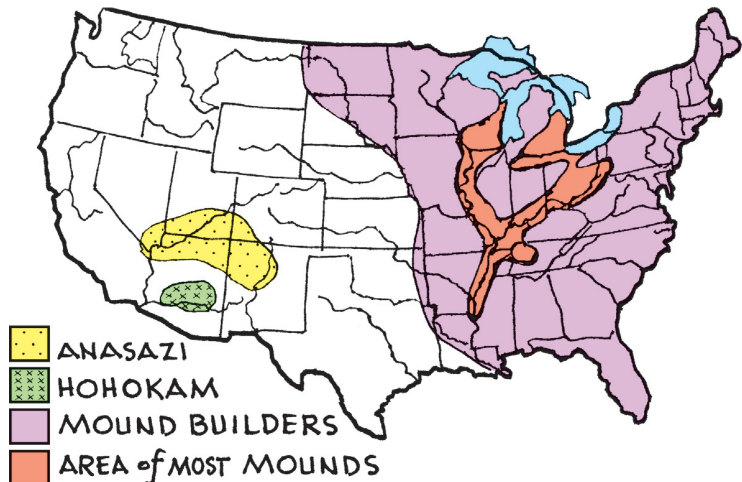 ANASAZI
HOHOKAM
MOUND BUILDERS
AREA of MOST MOUNDS